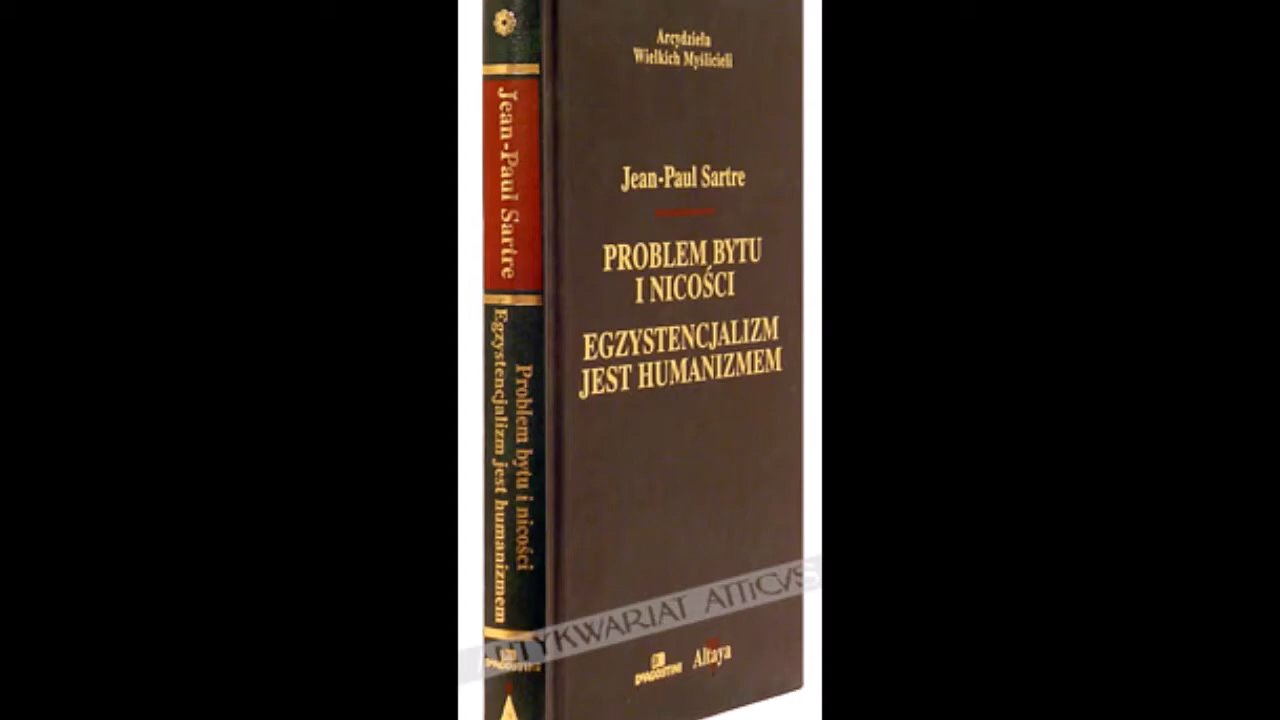 Arcydzieła
Wielkich Myślicieli
Jean-Paul Sartre
PROBLEM BYTU
I NICOŚCI
EGZYSTENCJALIZM
JEST HUMANIZMEM
DeAGOSTINI
Altaya
Jean-Paul Sartre
Problem bytu i nicości
Egzystencjalizm jest humanizmem
DeAGOSTINI
ANTYKWARIAT ATTICVS